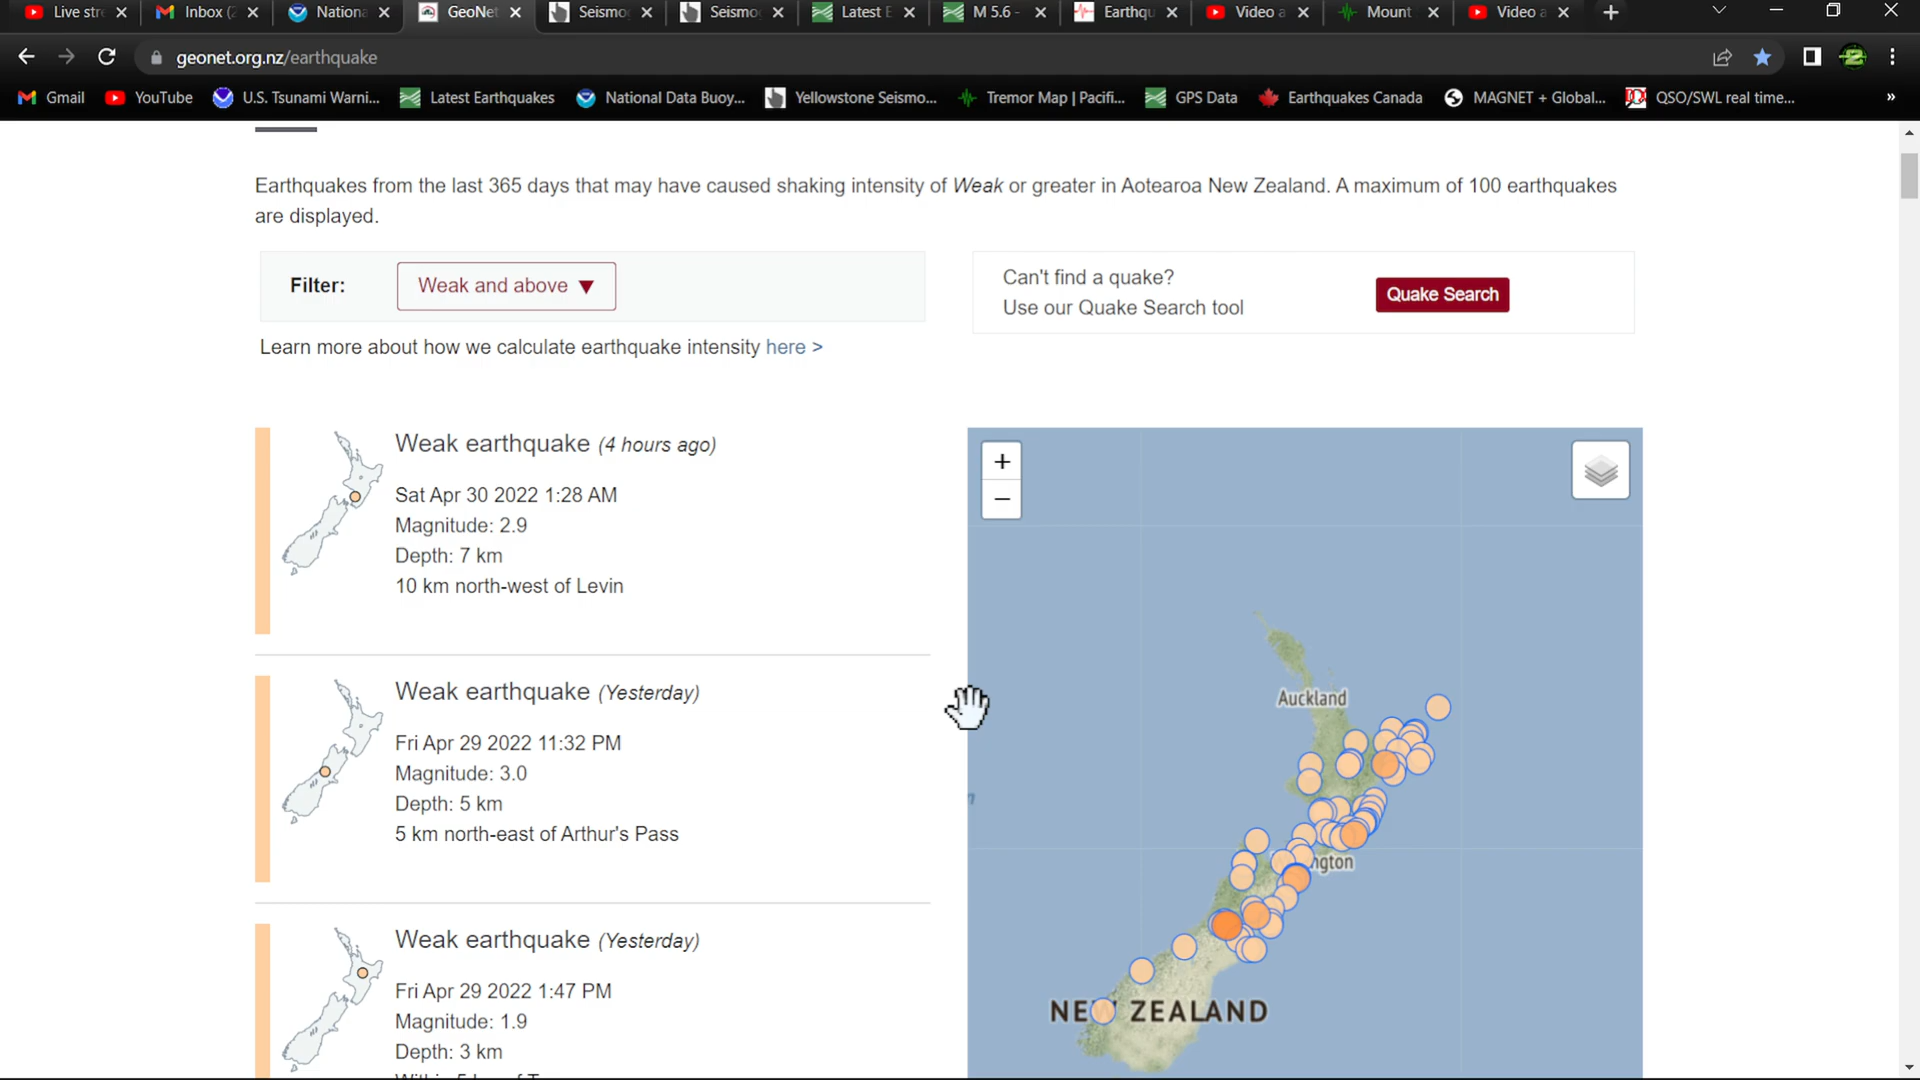 Live str
Inbox (
Nation
GeoNet
Seismo
Seismo
Latest E
M 5.6 -
Earthqu
Video a
Mount
Video a
geonet.org.nz/earthquake
Gmail
YouTube
U.S. Tsunami Warni...
Latest Earthquakes
National Data Buoy...
Yellowstone Seismo...
Tremor Map | Pacifi...
GPS Data
Earthquakes Canada
MAGNET + Global...
QSO/SWL real time...
»
Earthquakes from the last 365 days that may have caused shaking intensity of Weak or greater in Aotearoa New Zealand. A maximum of 100 earthquakes
are displayed.
Filter:
Weak and above ▼
Can't find a quake?
Use our Quake Search tool
Quake Search
Learn more about how we calculate earthquake intensity here >
Weak earthquake (4 hours ago)
Sat Apr 30 2022 1:28 AM
Magnitude: 2.9
Depth: 7 km
10 km north-west of Levin
Weak earthquake (Yesterday)
Fri Apr 29 2022 11:32 PM
Magnitude: 3.0
Depth: 5 km
5 km north-east of Arthur's Pass
Weak earthquake (Yesterday)
Fri Apr 29 2022 1:47 PM
Magnitude: 1.9
Depth: 3 km
+
−
Auckland
ngton
NEW ZEALAND